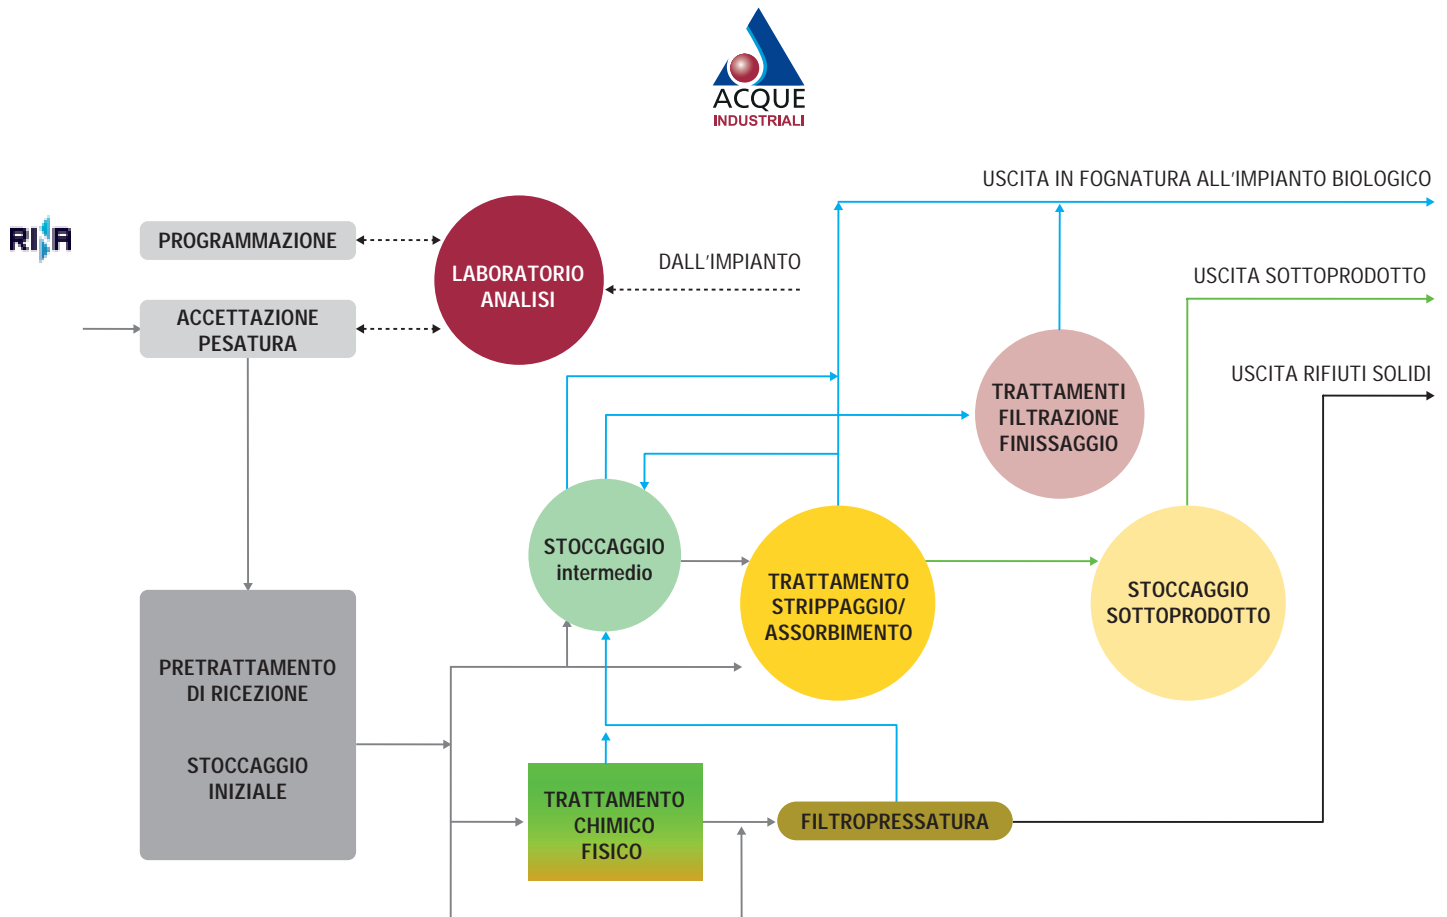 ACQUE
INDUSTRIALI
USCITA IN FOGNATURA ALL'IMPIANTO BIOLOGICO
RINA
PROGRAMMAZIONE
LABORATORIO
ANALISI
DALL'IMPIANTO
USCITA SOTTOPRODOTTO
ACCETTAZIONE
PESATURA
USCITA RIFIUTI SOLIDI
TRATTAMENTI
FILTRAZIONE
FINISSAGGIO
STOCCAGGIO
intermedio
TRATTAMENTO
STRIPPAGGIO/
ASSORBIMENTO
STOCCAGGIO
SOTTOPRODOTTO
PRETRATTAMENTO
DI RICEZIONE
STOCCAGGIO
INIZIALE
TRATTAMENTO
CHIMICO
FISICO
FILTROPRESSATURA